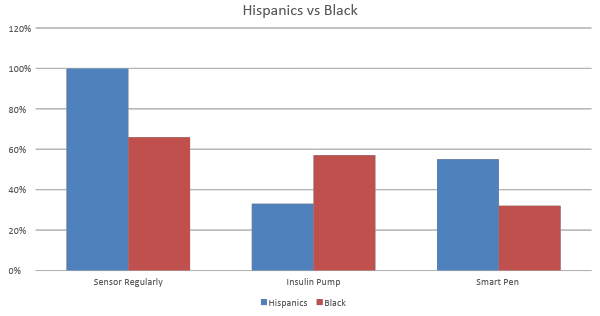 Hispanics vs Black
120%
100%
80%
60%
40%
20%
0%
Sensor Regularly Insulin Pump Smart Pen
Hispanics Black